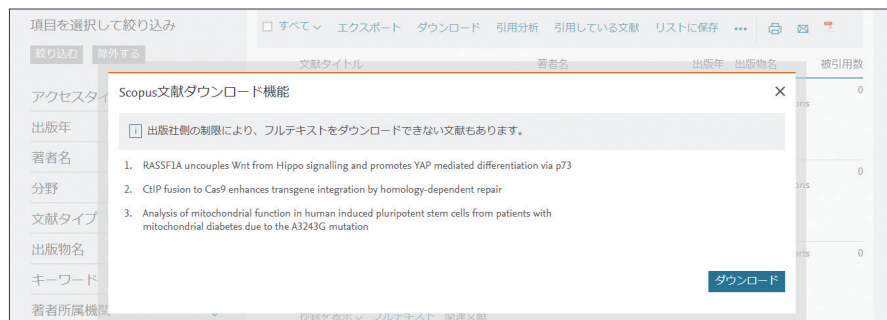 項目を選択して絞り込み
すべて エクスポート ダウンロード 引用分析 引用している文献 リストに保存 •••
絞り込む 除外する
文献タイトル 著者名 出版年 出版物名 被引用数
アクセスタイ
出版年
著者名
分野
文献タイプ
出版物名
キーワード
著者所属機関
Scopus文献ダウンロード機能
i 出版社側の制限により、フルテキストをダウンロードできない文献もあります。
1. RASSF1A uncouples Wnt from Hippo signalling and promotes YAP mediated differentiation via p73
2. CtIP fusion to Cas9 enhances transgene integration by homology-dependent repair
3. Analysis of mitochondrial function in human induced pluripotent stem cells from patients with
mitochondrial diabetes due to the A3243G mutation
ダウンロード
0
ons
0
ons
orts 0
抄録を表示 フルテキスト 関連文献